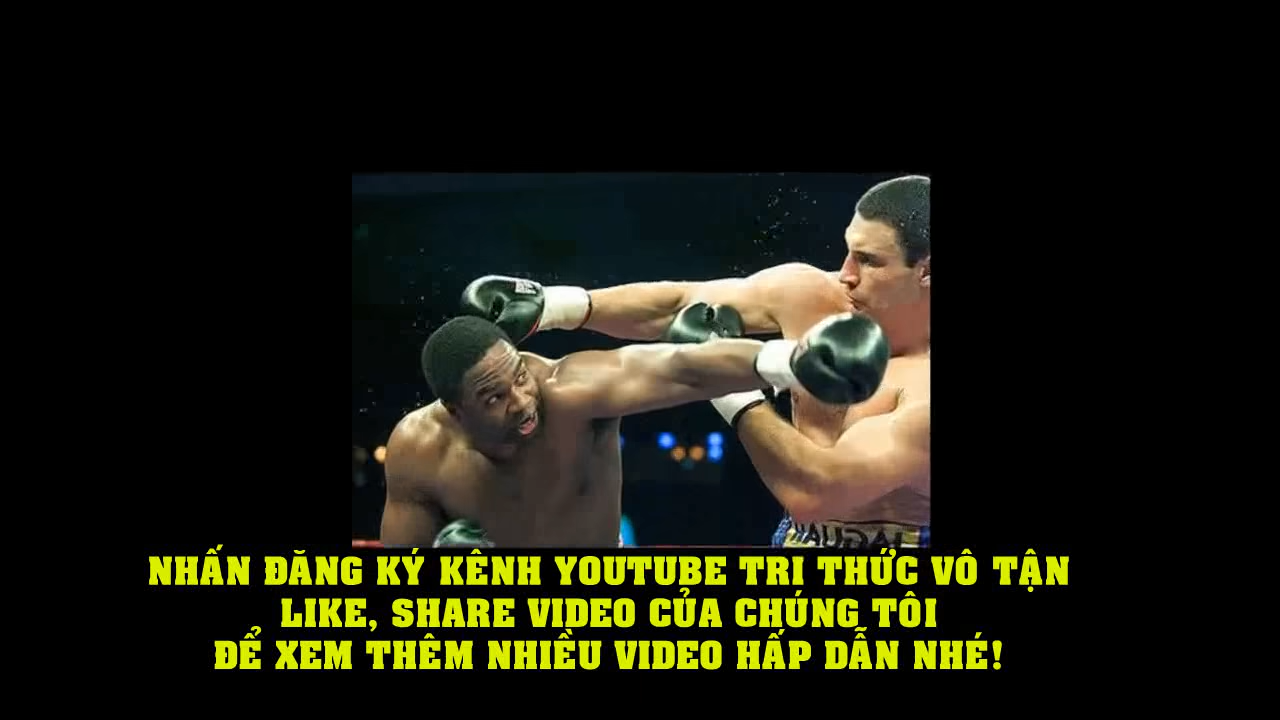 NHẤN ĐĂNG KÝ KÊNH YOUTUBE TRI THỨC VÔ TẬN
LIKE, SHARE VIDEO CỦA CHÚNG TÔI
ĐỂ XEM THÊM NHIỀU VIDEO HẤP DẪN NHÉ!